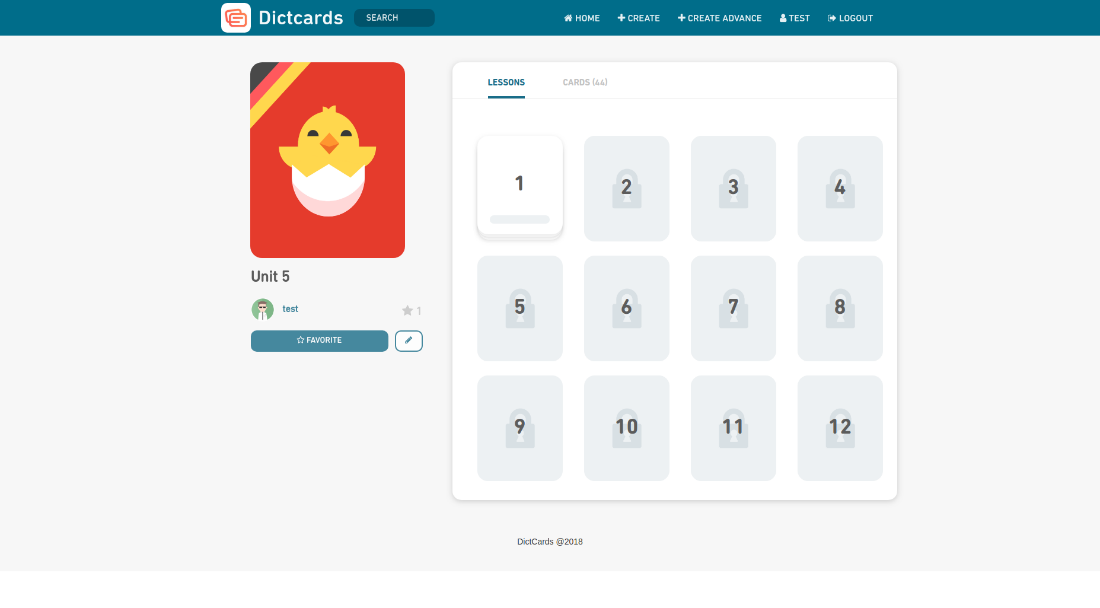 Dictcards SEARCH HOME CREATE CREATE ADVANCE TEST LOGOUT
LESSONS CARDS (44)
1 2 3 4
5 6 7 8
9 10 11 12
Unit 5
test 1
FAVORITE
DictCards @2018